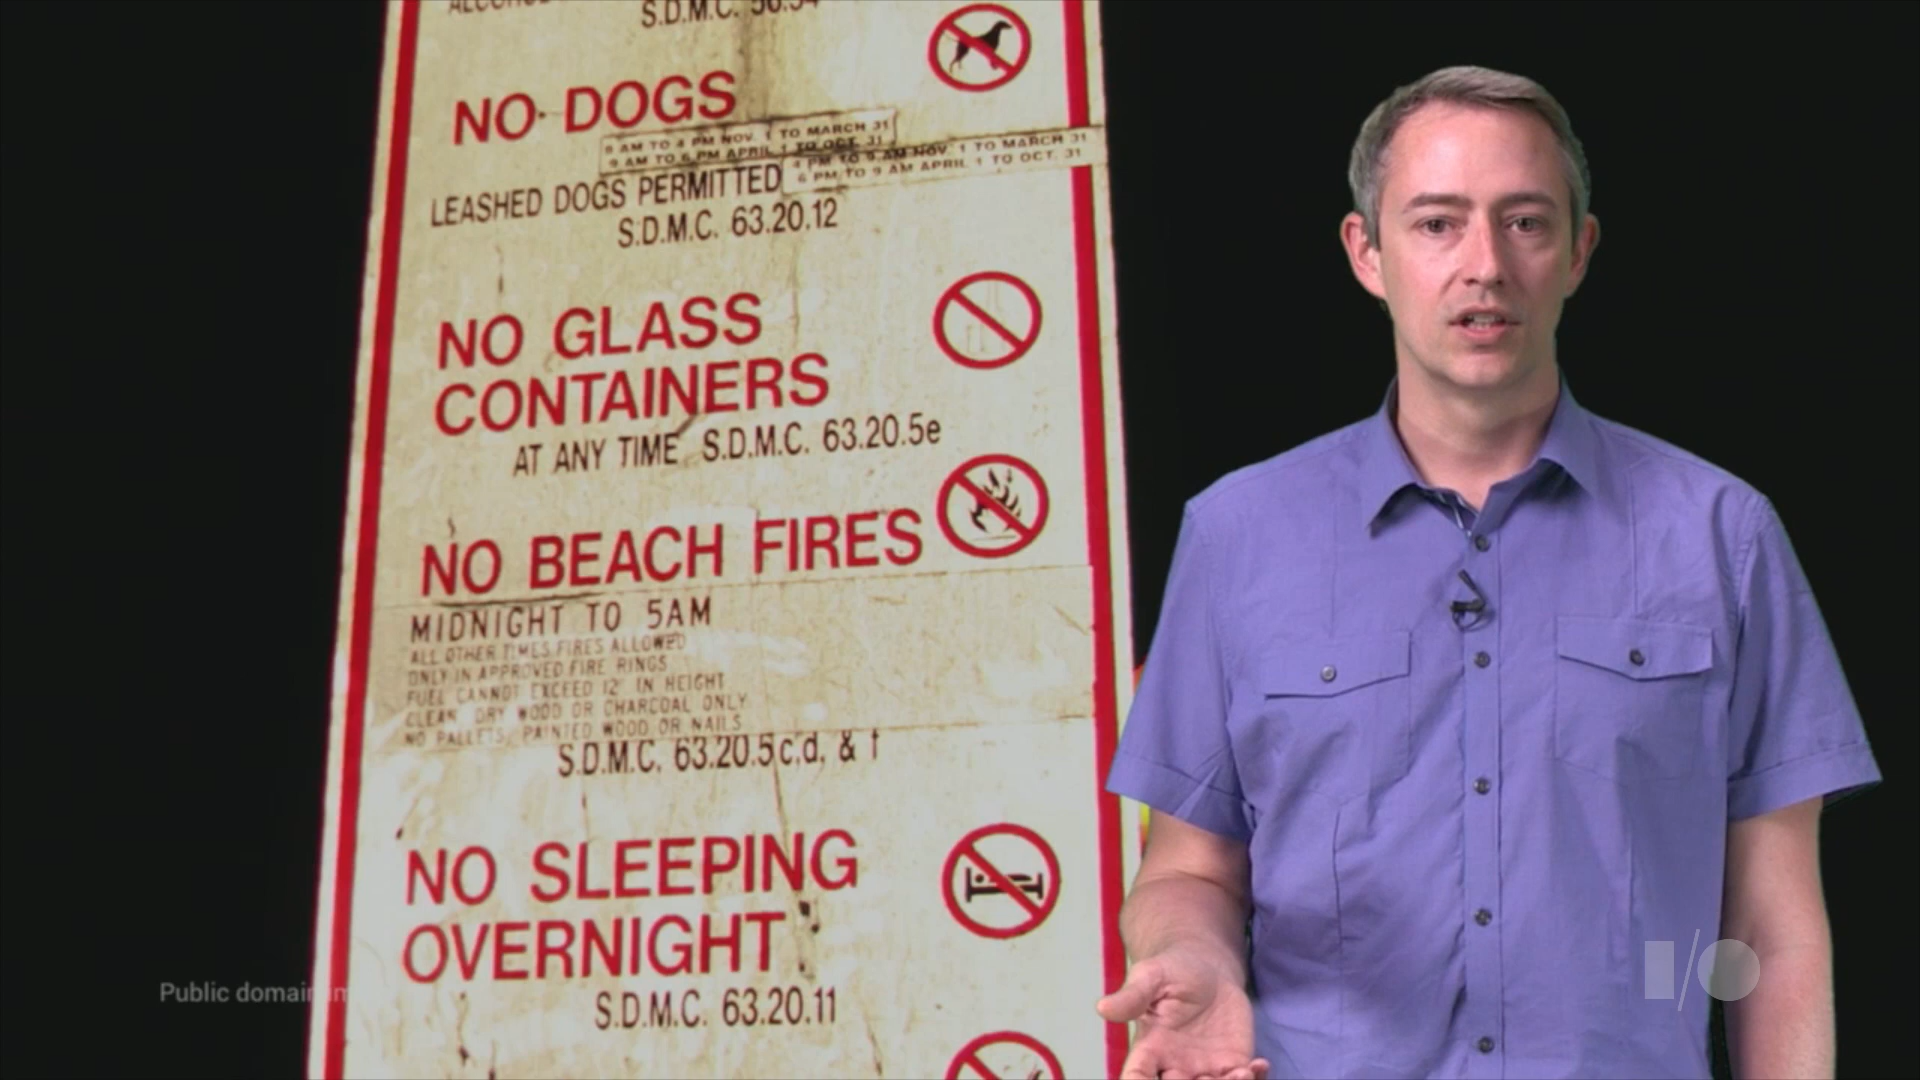 S.D.M.C. 56.54
NO DOGS
8 AM TO 4 PM NOV. 1 TO MARCH 31
9 AM TO 6 PM APRIL 1 TO OCT. 31
LEASHED DOGS PERMITTED
4 PM TO 9 AM NOV. 1 TO MARCH 31
6 PM TO 9 AM APRIL 1 TO OCT. 31
S.D.M.C. 63.20.12
NO GLASS
CONTAINERS
AT ANY TIME S.D.M.C. 63.20.5e
NO BEACH FIRES
MIDNIGHT TO 5AM
ALL OTHER TIMES FIRES ALLOWED
ONLY IN APPROVED FIRE RINGS
FUEL CANNOT EXCEED 12" IN HEIGHT
CLEAN DRY WOOD OR CHARCOAL ONLY
NO PALLETS, PAINTED WOOD OR NAILS
S.D.M.C. 63.20.5 c,d, & f
NO SLEEPING
OVERNIGHT
S.D.M.C. 63.20.11
Public domain
I/O